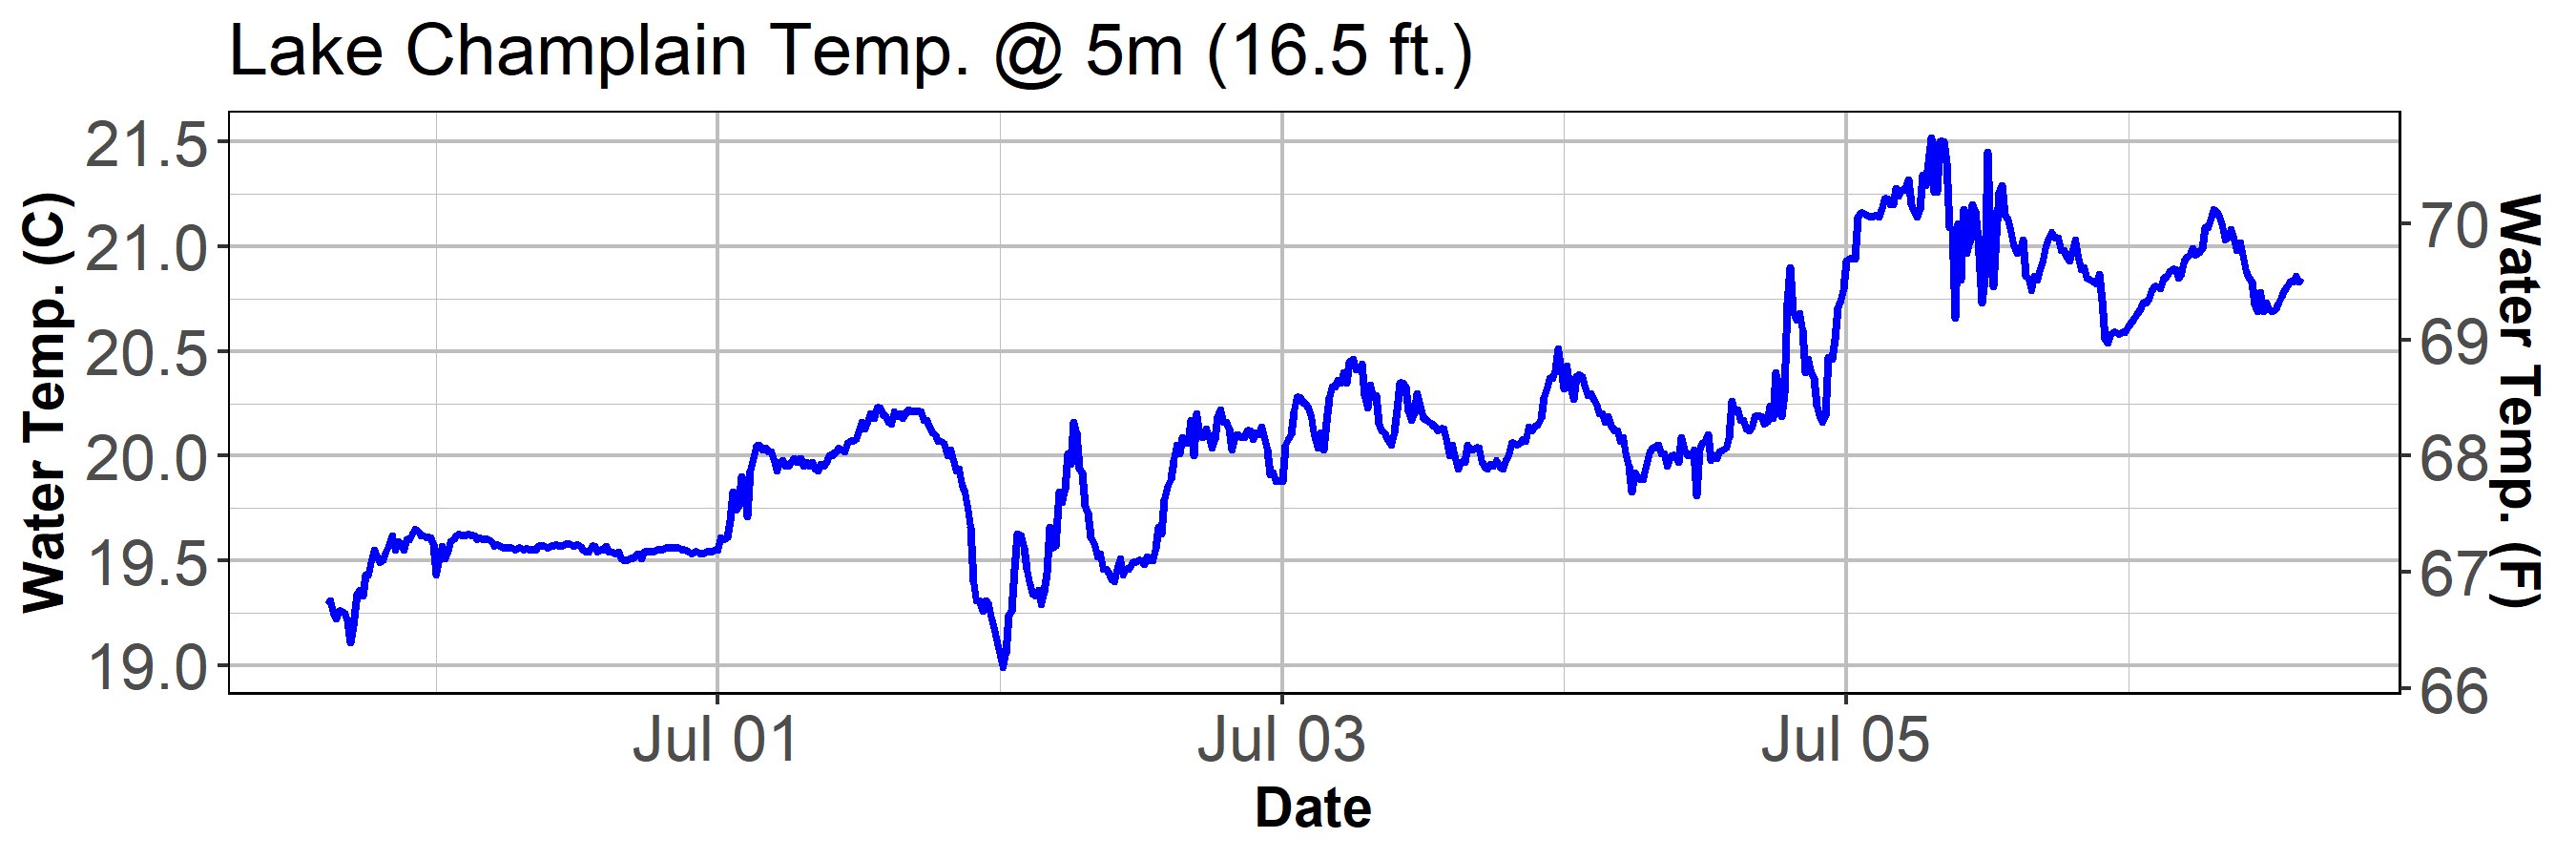 Lake Champlain Temp. @ 5m (16.5 ft.)
Water Temp. (C)
21.5
21.0
20.5
20.0
19.5
19.0
70
69
68
67
66
Water Temp. (F)
Jul 01 Jul 03 Jul 05
Date